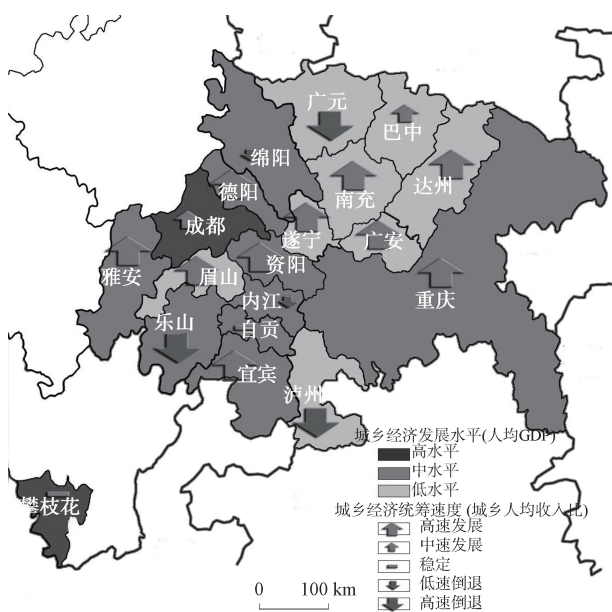 广元
巴中
绵阳
德阳
南充
达州
成都
遂宁
广安
雅安
眉山
资阳
重庆
内江
乐山
自贡
宜宾
泸州
攀枝花
城乡经济发展水平(人均GDP)
高水平
中水平
低水平
城乡经济统筹速度(城乡人均收入比)
高速发展
中速发展
稳定
低速倒退
高速倒退
0 100 km